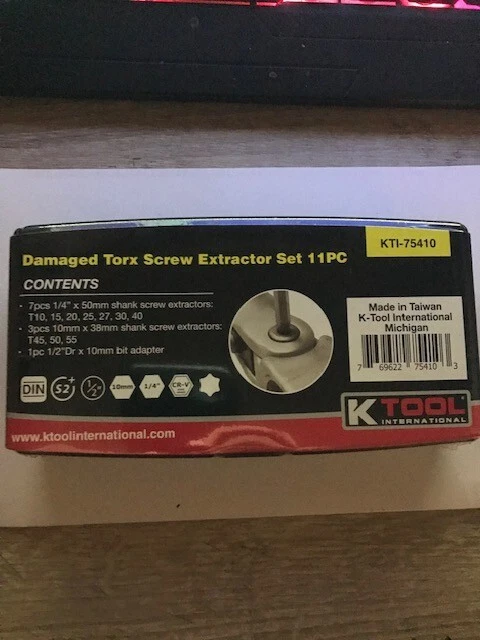 KTI-75410
Damaged Torx Screw Extractor Set 11PC
CONTENTS
· 7pcs 1/4" x 50mm shank screw extractors:
T10, 15, 20, 25, 27, 30, 40
· 3pcs 10mm x 38mm shank screw extractors:
T45, 50, 55
· 1pc 1/2"Dr x 10mm bit adapter
Made in Taiwan
K-Tool International
Michigan
7 69622 75410 3
DIN S2+ 1/2" 10mm 1/4" CR-V
K TOOL
INTERNATIONAL
www.ktoolinternational.com